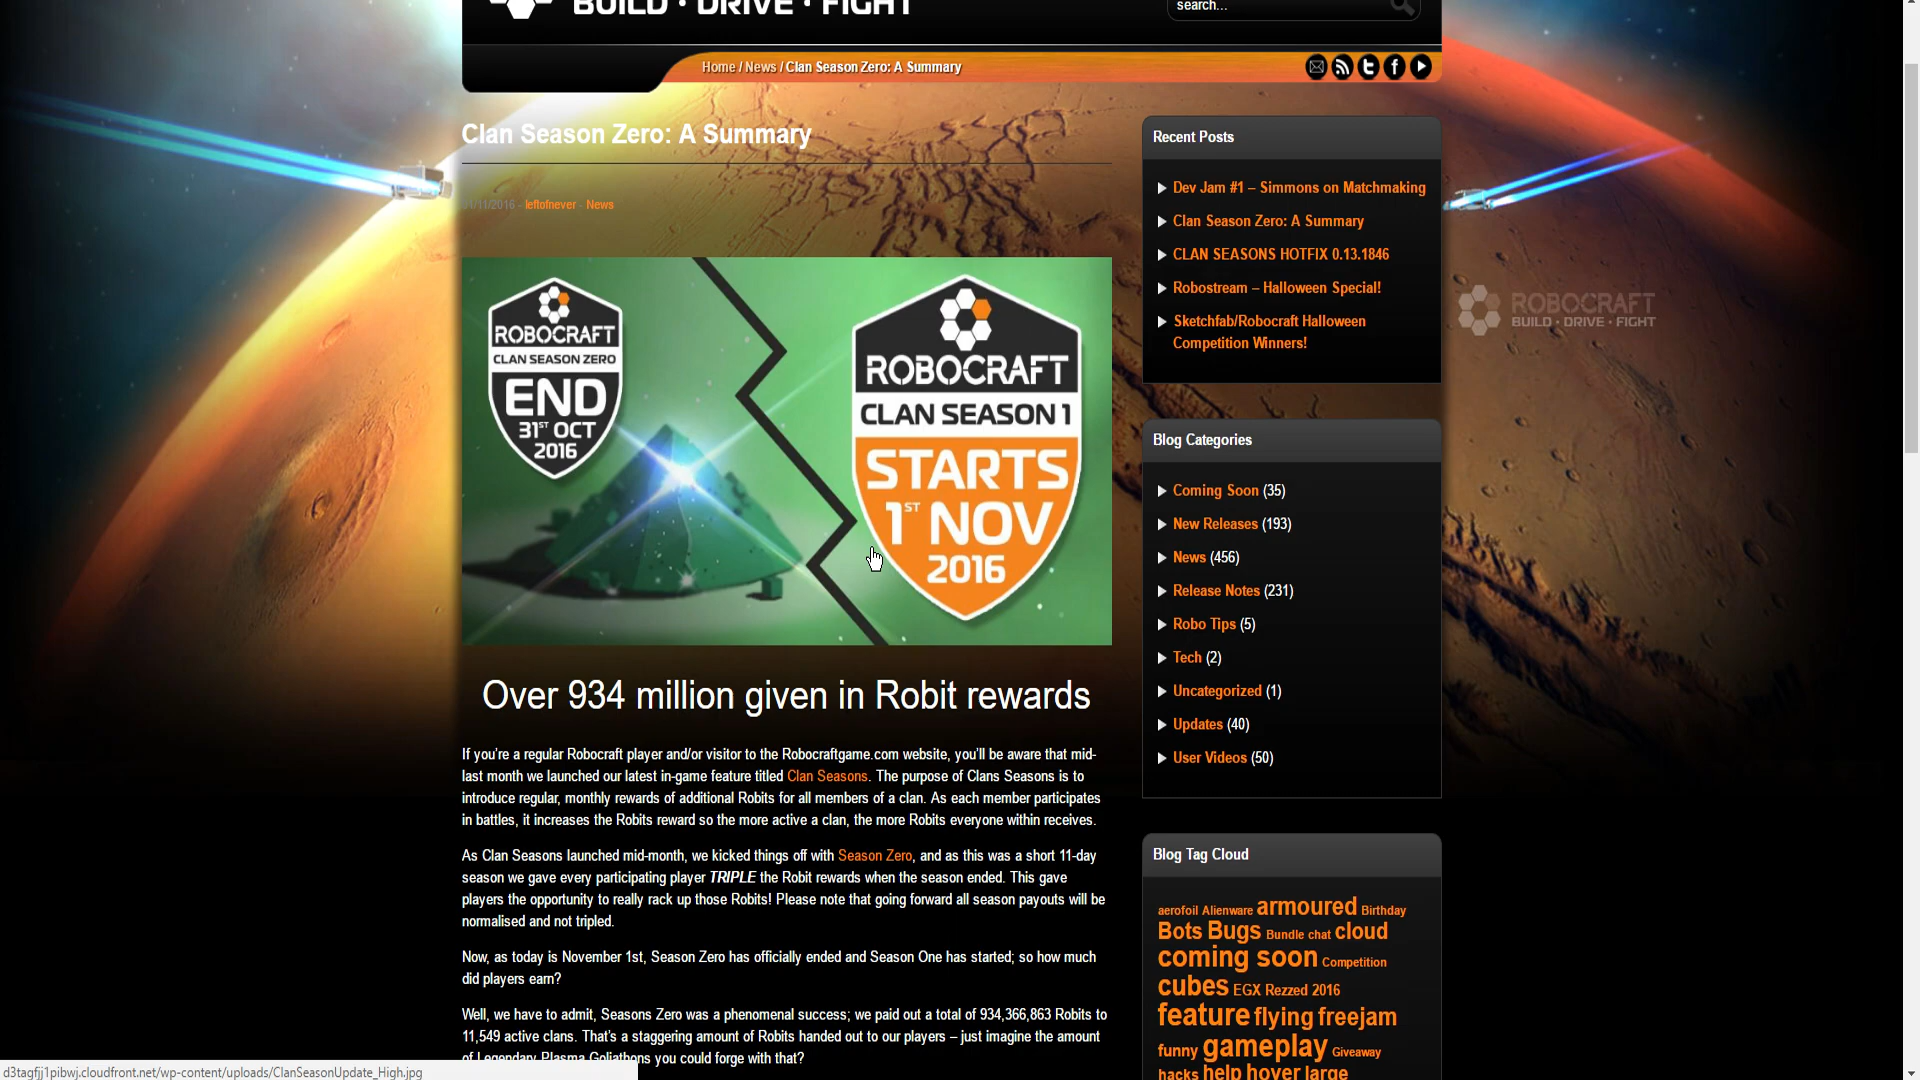 BUILD · DRIVE · FIGHT
search...
Home / News / Clan Season Zero: A Summary
Clan Season Zero: A Summary
01/11/2016 - leftofnever - News
ROBOCRAFT
CLAN SEASON ZERO
END
31ST OCT
2016
ROBOCRAFT
CLAN SEASON 1
STARTS
1ST NOV
2016
Over 934 million given in Robit rewards
If you're a regular Robocraft player and/or visitor to the Robocraftgame.com website, you'll be aware that mid-
last month we launched our latest in-game feature titled Clan Seasons. The purpose of Clans Seasons is to
introduce regular, monthly rewards of additional Robits for all members of a clan. As each member participates
in battles, it increases the Robits reward so the more active a clan, the more Robits everyone within receives.
As Clan Seasons launched mid-month, we kicked things off with Season Zero, and as this was a short 11-day
season we gave every participating player TRIPLE the Robit rewards when the season ended. This gave
players the opportunity to really rack up those Robits! Please note that going forward all season payouts will be
normalised and not tripled.
Now, as today is November 1st, Season Zero has officially ended and Season One has started; so how much
did players earn?
Well, we have to admit, Seasons Zero was a phenomenal success; we paid out a total of 934,366,863 Robits to
11,549 active clans. That's a staggering amount of Robits handed out to our players – just imagine the amount
of Legendary Plasma Goliathons you could forge with that?
Recent Posts
Dev Jam #1 – Simmons on Matchmaking
Clan Season Zero: A Summary
CLAN SEASONS HOTFIX 0.13.1846
Robostream – Halloween Special!
Sketchfab/Robocraft Halloween
Competition Winners!
Blog Categories
Coming Soon (35)
New Releases (193)
News (456)
Release Notes (231)
Robo Tips (5)
Tech (2)
Uncategorized (1)
Updates (40)
User Videos (50)
Blog Tag Cloud
aerofoil Alienware armoured Birthday
Bots Bugs Bundle chat cloud
coming soon Competition
cubes EGX Rezzed 2016
feature flying freejam
funny gameplay Giveaway
hacks help hover large
ROBOCRAFT
BUILD · DRIVE · FIGHT
d3tagfjj1pibwj.cloudfront.net/wp-content/uploads/ClanSeasonUpdate_High.jpg